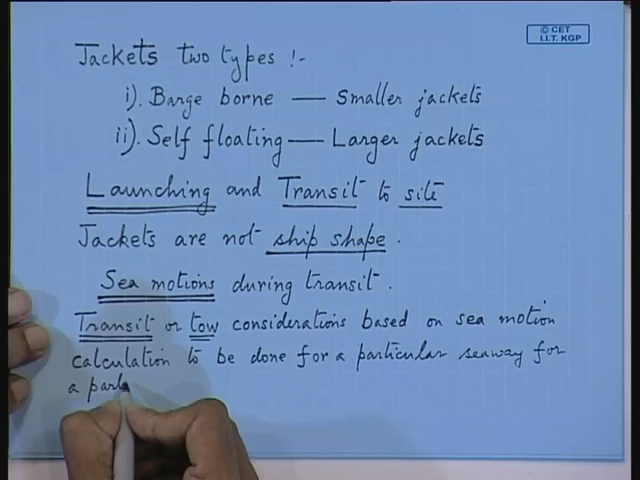 © CET
I.I.T. KGP
Jackets two types :-
i). Barge borne — Smaller jackets
ii). Self floating — Larger jackets
Launching and Transit to site
Jackets are not ship shape.
Sea motions during transit.
Transit or tow considerations based on sea motion
calculation to be done for a particular seaway for
a part